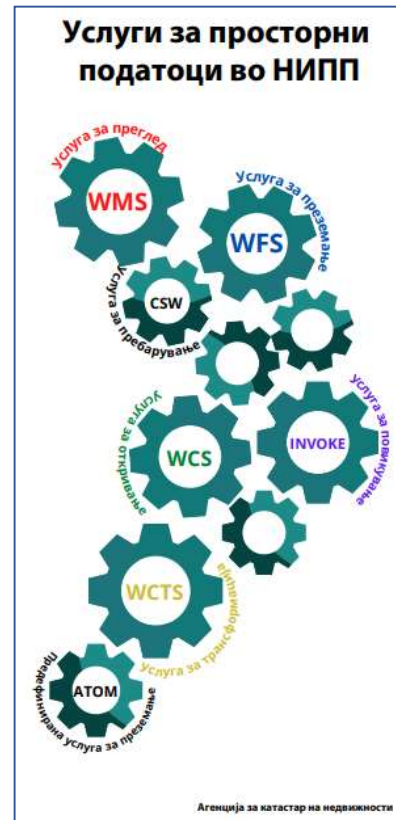 Услуги за просторни
податоци во НИПП
Услуга за преглед
WMS
Услуга за преземање
WFS
CSW
Услуга за пребарување
Услуга за откривање
WCS
INVOKE
Услуга за повикување
WCTS
Услуга за трансформација
ATOM
Предефинирана услуга за преземање
Агенција за катастар на недвижности